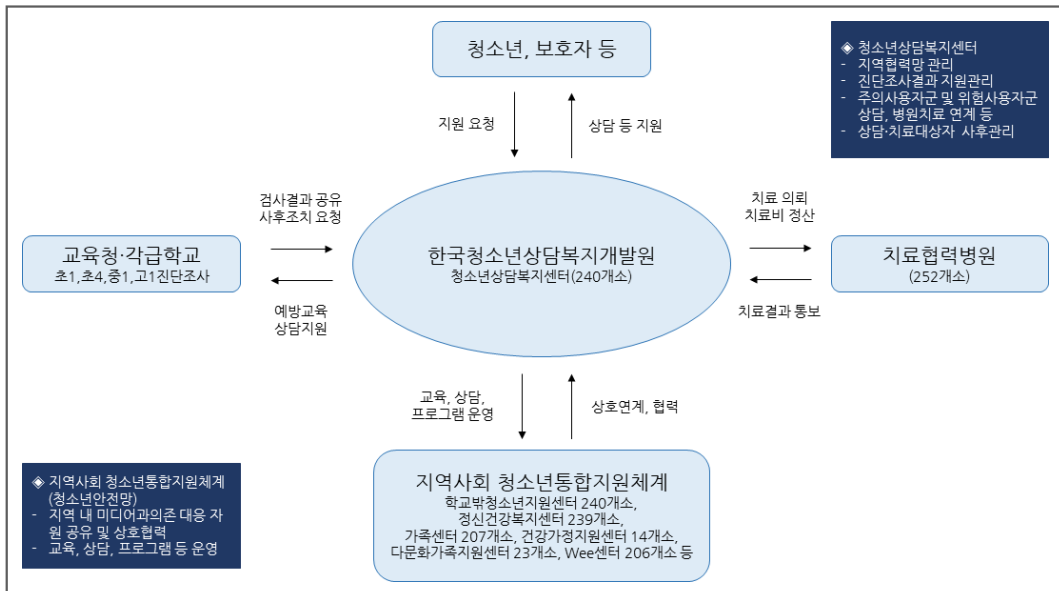 청소년, 보호자 등
◈ 청소년상담복지센터
- 지역협력망 관리
- 진단조사결과 지원관리
- 주의사용자군 및 위험사용자군
상담, 병원치료 연계 등
- 상담·치료대상자 사후관리
지원 요청
상담 등 지원
검사결과 공유
사후조치 요청
치료 의뢰
치료비 정산
교육청·각급학교
초1,초4,중1,고1진단조사
한국청소년상담복지개발원
청소년상담복지센터(240개소)
치료협력병원
(252개소)
예방교육
상담지원
치료결과 통보
교육, 상담,
프로그램 운영
상호연계, 협력
◈ 지역사회 청소년통합지원체계
(청소년안전망)
- 지역 내 미디어과의존 대응 자
원 공유 및 상호협력
- 교육, 상담, 프로그램 등 운영
지역사회 청소년통합지원체계
학교밖청소년지원센터 240개소,
정신건강복지센터 239개소,
가족센터 207개소, 건강가정지원센터 14개소,
다문화가족지원센터 23개소, Wee센터 206개소 등